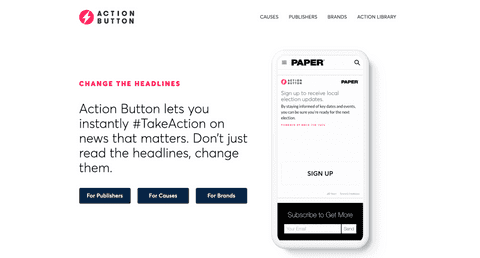 ACTION
BUTTON
CAUSES PUBLISHERS BRANDS ACTION LIBRARY
CHANGE THE HEADLINES
Action Button lets you
instantly #TakeAction on
news that matters. Don't just
read the headlines, change
them.
For Publishers For Causes For Brands
PAPER
ACTION
BUTTON
PAPER
Sign up to receive local
election updates.
By staying informed of key dates and events,
you can be sure you're ready for the next
election.
SIGN UP
Subscribe to Get More
Your Email Send